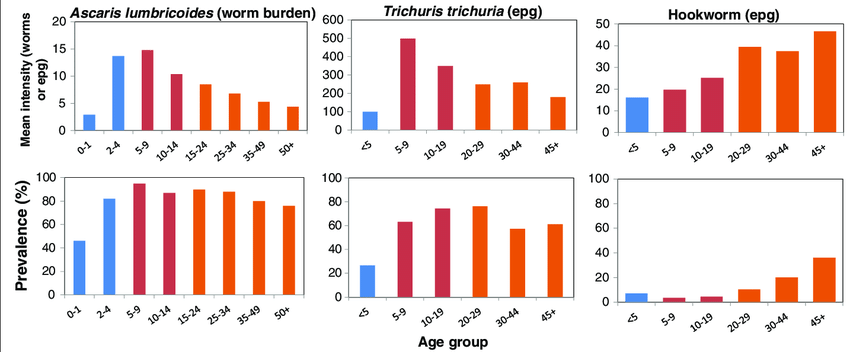 Ascaris lumbricoides (worm burden)
Trichuris trichuria (epg)
Hookworm (epg)
Mean intensity (worms
or epg)
20
15
10
5
0
0-1 2-4 5-9 10-14 15-24 25-34 35-49 50+
600
500
400
300
200
100
0
<5 5-9 10-19 20-29 30-44 45+
50
40
30
20
10
0
<5 5-9 10-19 20-29 30-44 45+
Prevalence (%)
100
80
60
40
20
0
0-1 2-4 5-9 10-14 15-24 25-34 35-49 50+
100
80
60
40
20
0
<5 5-9 10-19 20-29 30-44 45+
100
80
60
40
20
0
<5 5-9 10-19 20-29 30-44 45+
Age group